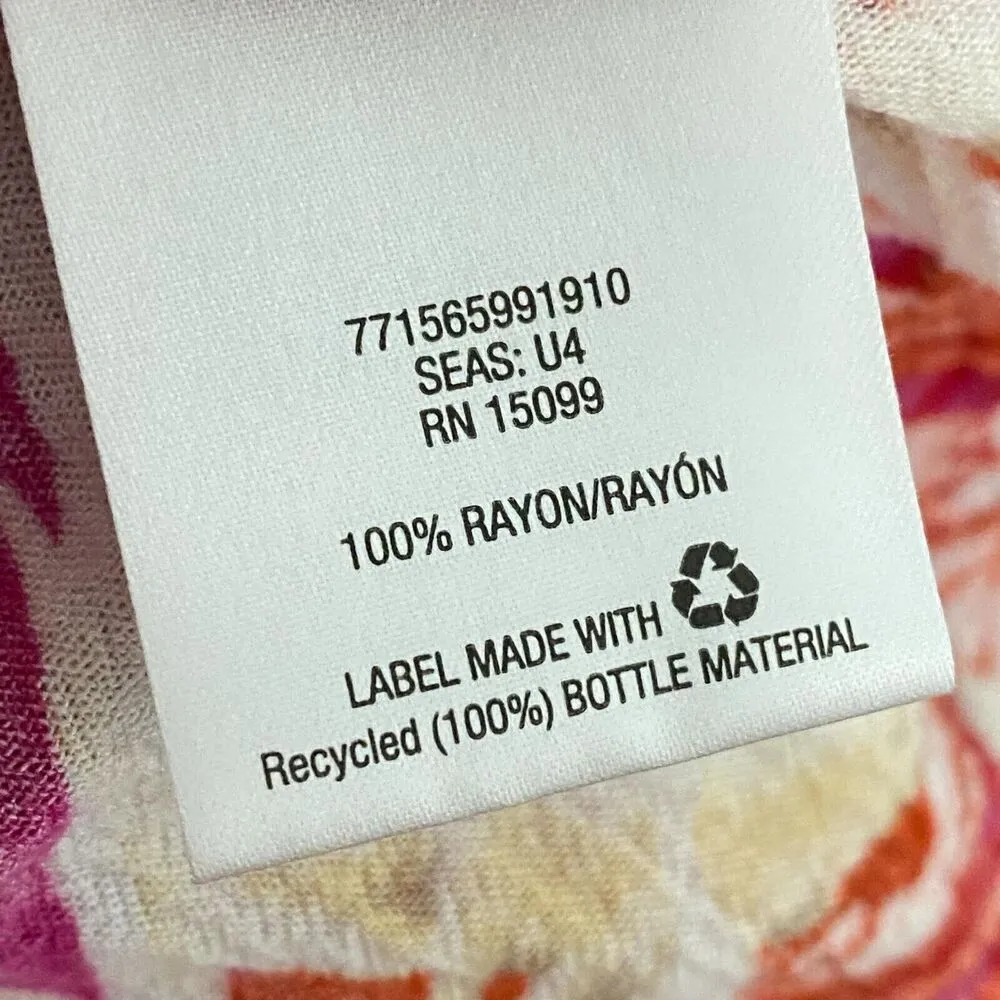 771565991910
SEAS: U4
RN 15099
100% RAYON/RAYÓN
LABEL MADE WITH
Recycled (100%) BOTTLE MATERIAL